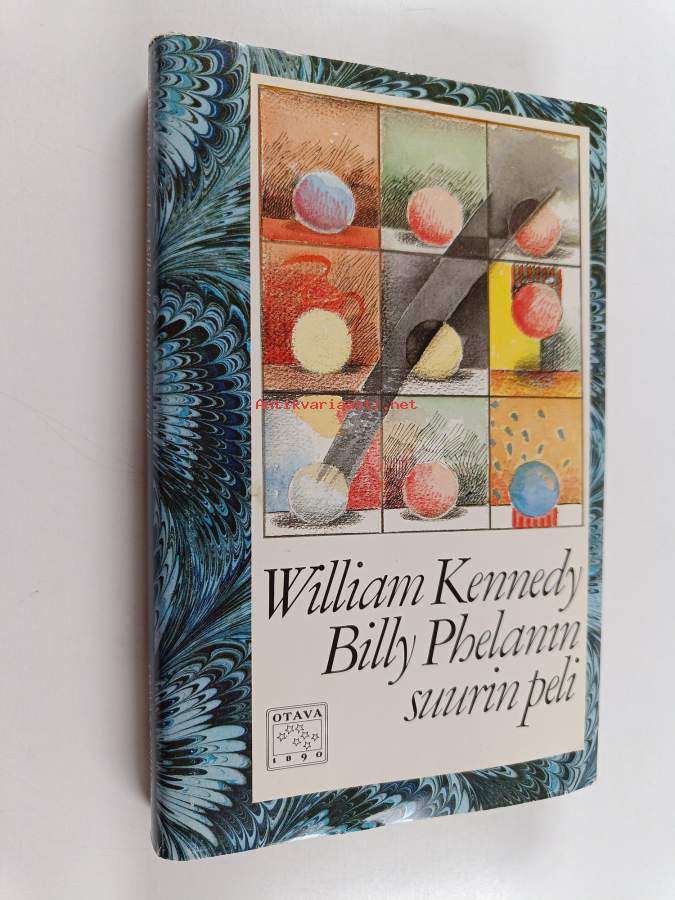 Antikvariaatti.net
William Kennedy
Billy Phelanin
suurin peli
OTAVA
1890